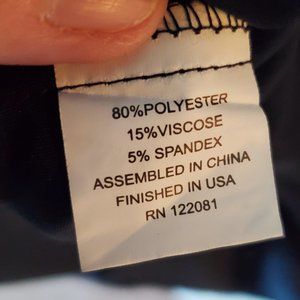 80%POLYESTER
15%VISCOSE
5% SPANDEX
ASSEMBLED IN CHINA
FINISHED IN USA
RN 122081